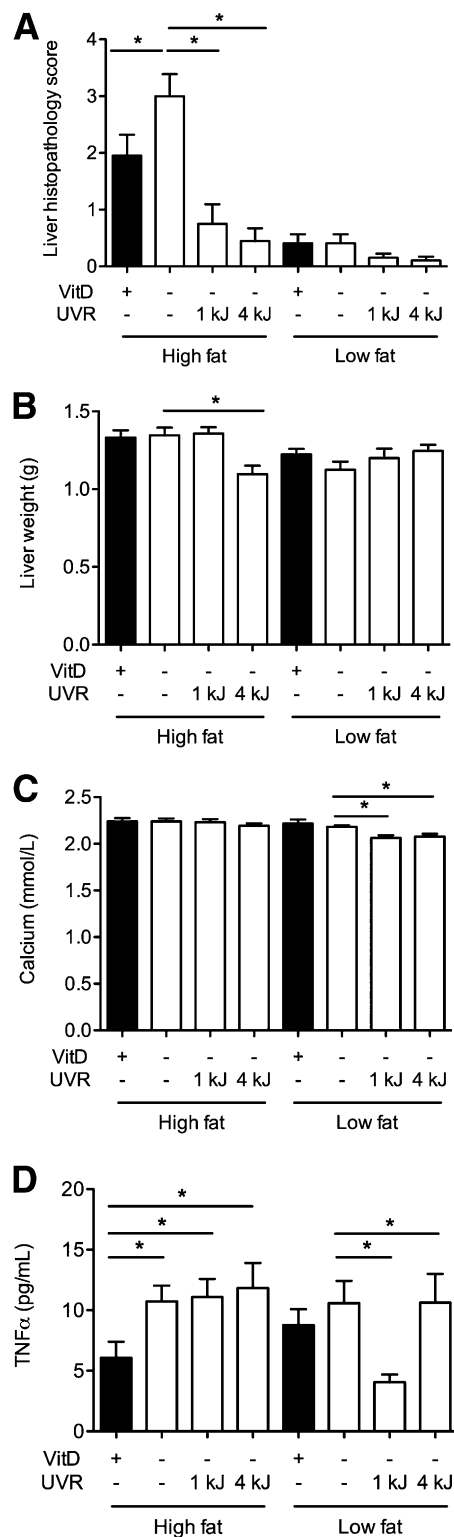 A
Liver histopathology score
4
3
2
1
0
* * *
VitD + - - - + - - -
UVR - - 1 kJ 4 kJ - - 1 kJ 4 kJ
High fat Low fat
B
Liver weight (g)
1.5
1.0
0.5
0.0
*
VitD + - - - + - - -
UVR - - 1 kJ 4 kJ - - 1 kJ 4 kJ
High fat Low fat
C
Calcium (mmol/L)
2.5
2.0
1.5
1.0
0.5
0.0
*
*
VitD + - - - + - - -
UVR - - 1 kJ 4 kJ - - 1 kJ 4 kJ
High fat Low fat
D
TNFα (pg/mL)
20
15
10
5
0
*
* *
* *
VitD + - - - + - - -
UVR - - 1 kJ 4 kJ - - 1 kJ 4 kJ
High fat Low fat